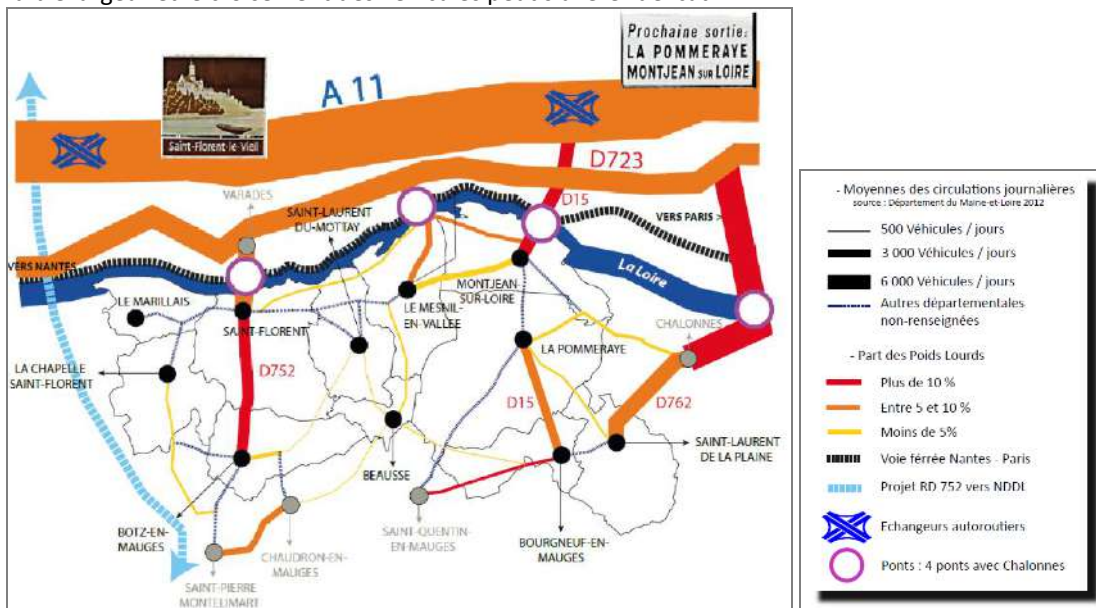 Prochaine sortie:
LA POMMERAYE
MONTJEAN SUR LOIRE
A 11
Saint-Florent-le-Vieil
D723
VARADES
SAINT-LAURENT
DU-MOTTAY
D15
VERS PARIS >
VERS NANTES
La Loire
LE MARILLAIS
SAINT-FLORENT
LE MESNIL-
EN-VALLÉE
MONTJEAN-
SUR-LOIRE
CHALONNES
LA POMMERAYE
LA CHAPELLE
SAINT-FLORENT
D752
D15
D762
SAINT-LAURENT
DE LA PLAINE
BEAUSSE
BOTZ-EN-
MAUGES
CHAUDRON-EN-
MAUGES
SAINT-QUENTIN-
EN-MAUGES
BOURGNEUF-EN-
MAUGES
SAINT-PIERRE
MONTELIMART
- Moyennes des circulations journalières
source : Département du Maine-et-Loire 2012
500 Véhicules / jours
3 000 Véhicules / jours
6 000 Véhicules / jours
Autres départementales
non-renseignées
- Part des Poids Lourds
Plus de 10 %
Entre 5 et 10 %
Moins de 5%
Voie férrée Nantes - Paris
Projet RD 752 vers NDDL
Echangeurs autoroutiers
Ponts : 4 ponts avec Chalonnes